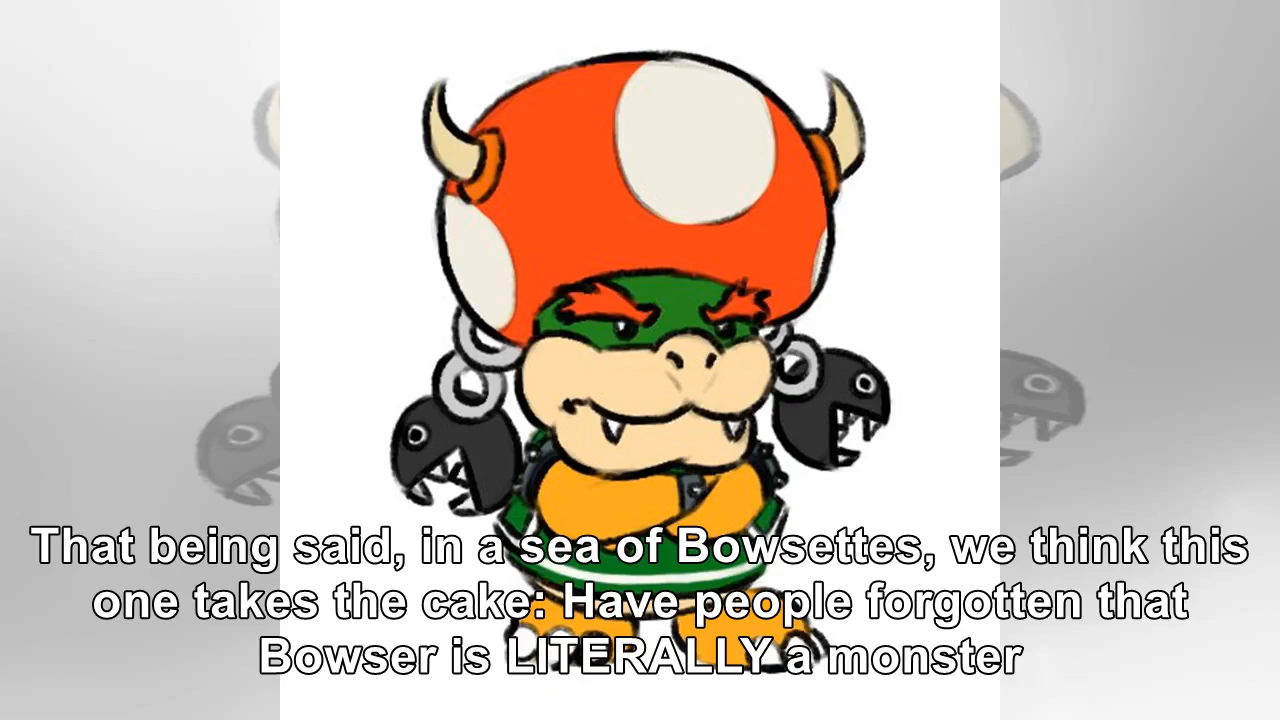 That being said, in a sea of Bowsettes, we think this
one takes the cake: Have people forgotten that
Bowser is LITERALLY a monster